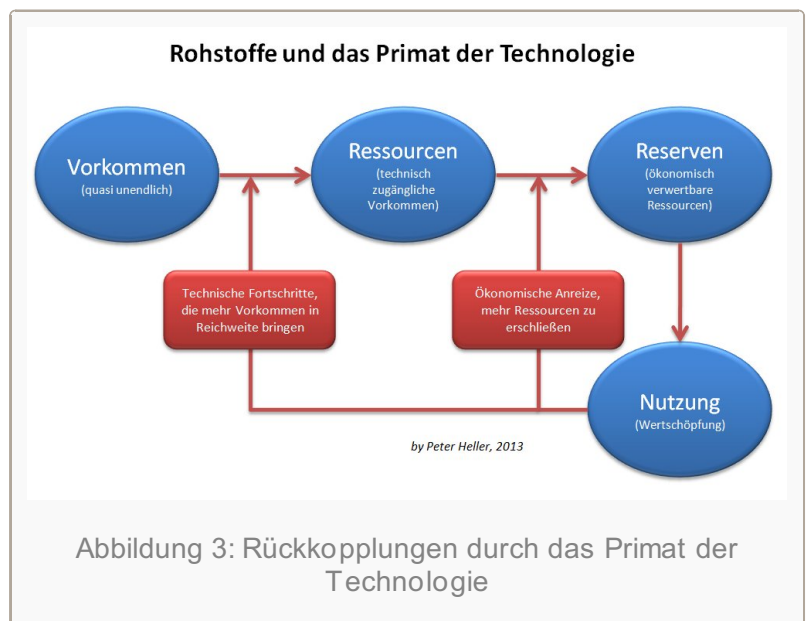 Rohstoffe und das Primat der Technologie
Vorkommen
(quasi unendlich)
Ressourcen
(technisch
zugängliche
Vorkommen)
Reserven
(ökonomisch
verwertbare
Ressourcen)
Technische Fortschritte,
die mehr Vorkommen in
Reichweite bringen
Ökonomische Anreize,
mehr Ressourcen zu
erschließen
Nutzung
(Wertschöpfung)
by Peter Heller, 2013
Abbildung 3: Rückkopplungen durch das Primat der
Technologie